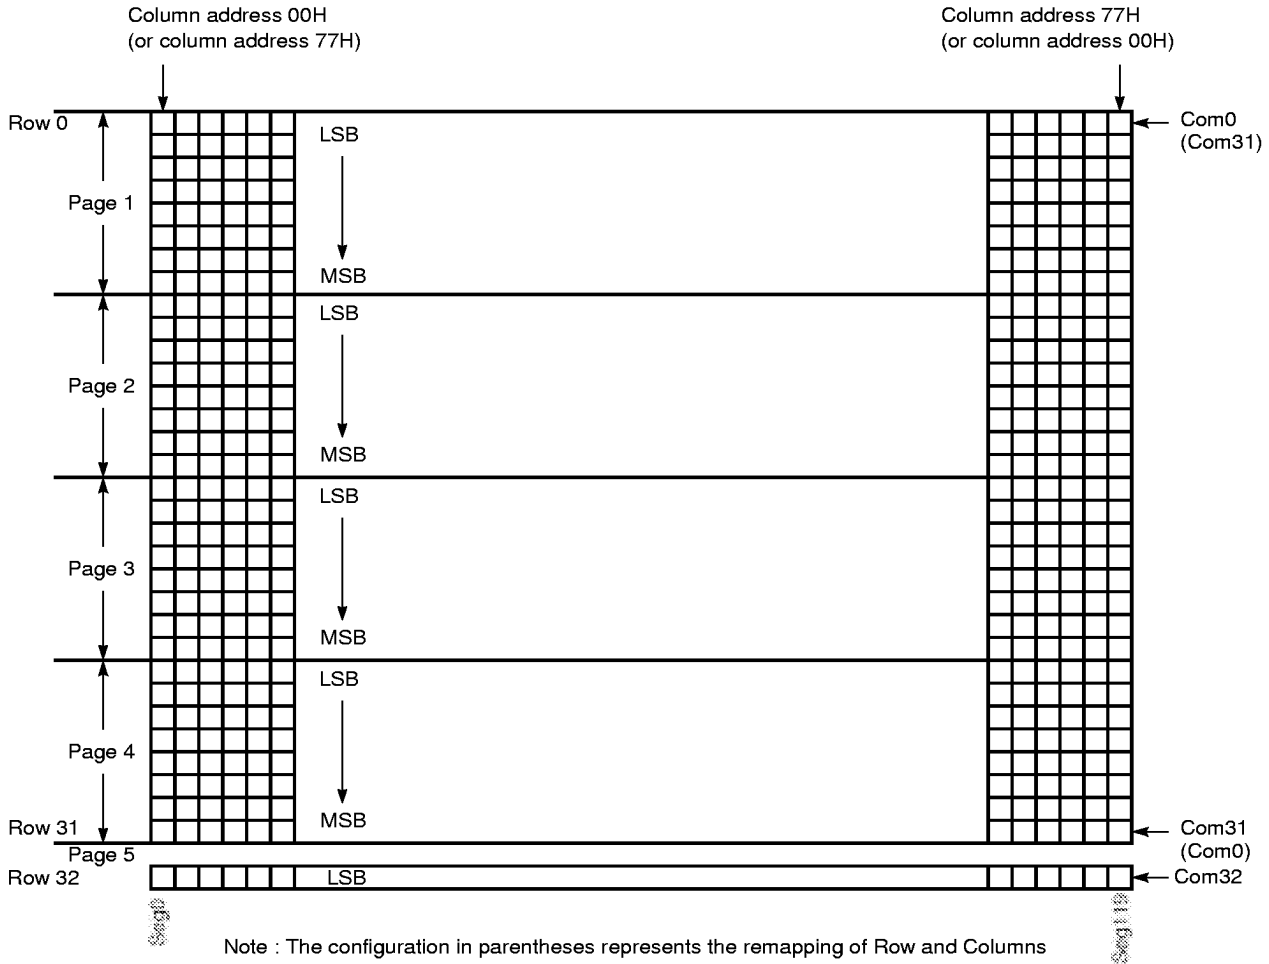 Column address 00H
(or column address 77H)
Column address 77H
(or column address 00H)
Row 0
LSB
Com0
(Com31)
Page 1
MSB
LSB
Page 2
MSB
LSB
Page 3
MSB
LSB
Page 4
MSB
Row 31
Com31
(Com0)
Page 5
Row 32
LSB
Com32
Seg0
Seg119
Note : The configuration in parentheses represents the remapping of Row and Columns